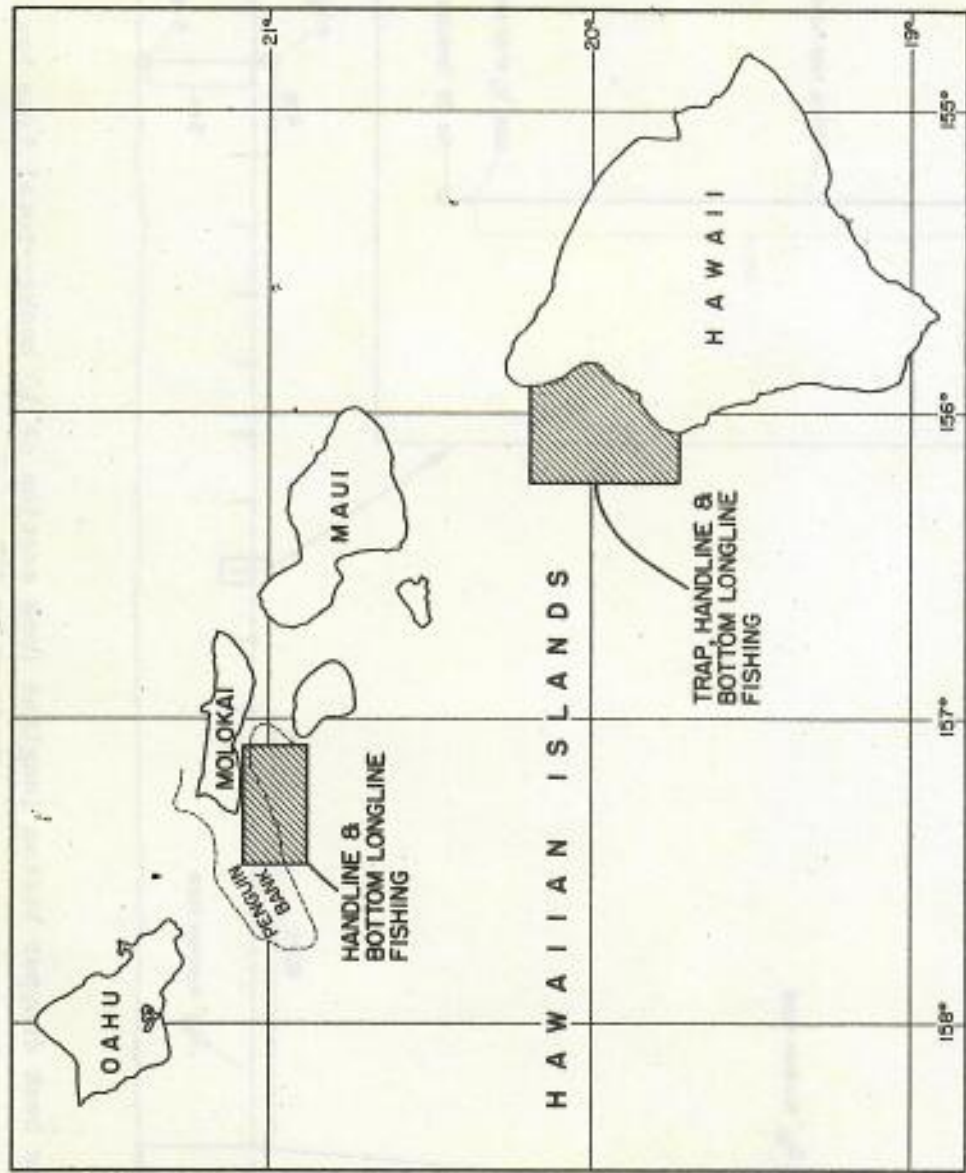 OAHU
MOLOKAI
MAUI
HAWAII
PENGUIN
BANK
HANDLINE &
BOTTOM LONGLINE
FISHING
TRAP, HANDLINE &
BOTTOM LONGLINE
FISHING
HAWAIIAN ISLANDS
21°
20°
19°
158°
157°
156°
155°